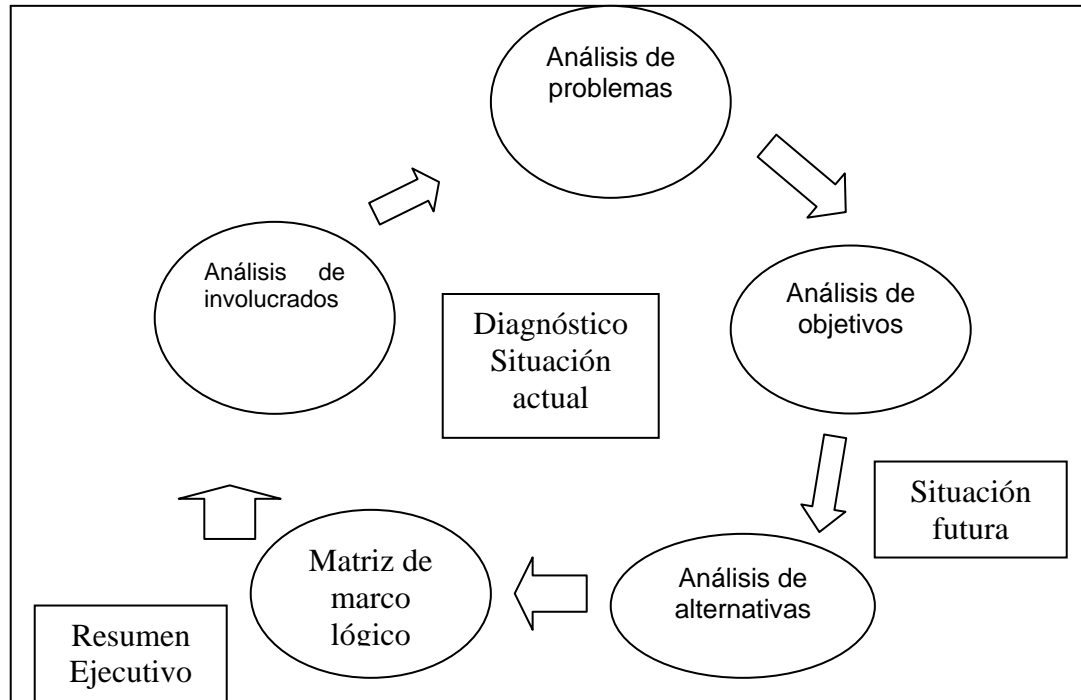 Análisis de
problemas
Análisis de
involucrados
Análisis de
objetivos
Diagnóstico
Situación
actual
Situación
futura
Análisis de
alternativas
Matriz de
marco
lógico
Resumen
Ejecutivo